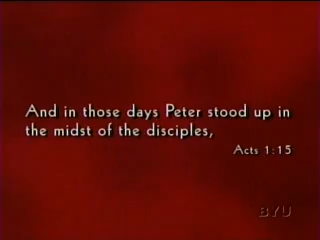 And in those days Peter stood up in
the midst of the disciples,
Acts 1:15
BYU